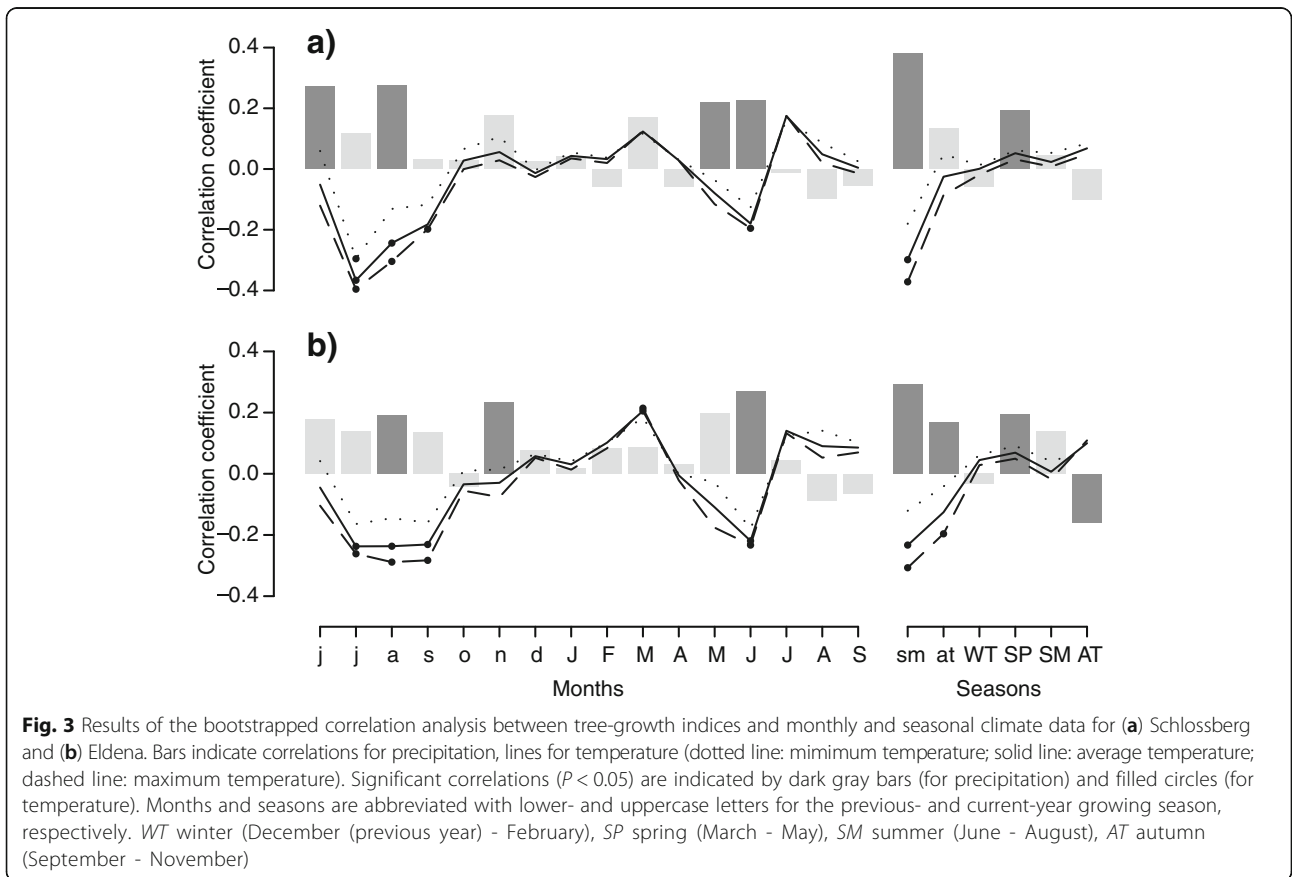 a)
0.4
0.2
0.0
−0.2
−0.4
Correlation coefficient
b)
0.4
0.2
0.0
−0.2
−0.4
Correlation coefficient
j j a s o n d J F M A M J J A S sm at WT SP SM AT
Months Seasons
Fig. 3 Results of the bootstrapped correlation analysis between tree-growth indices and monthly and seasonal climate data for (a) Schlossberg
and (b) Eldena. Bars indicate correlations for precipitation, lines for temperature (dotted line: mimimum temperature; solid line: average temperature;
dashed line: maximum temperature). Significant correlations (P < 0.05) are indicated by dark gray bars (for precipitation) and filled circles (for
temperature). Months and seasons are abbreviated with lower- and uppercase letters for the previous- and current-year growing season,
respectively. WT winter (December (previous year) - February), SP spring (March - May), SM summer (June - August), AT autumn
(September - November)